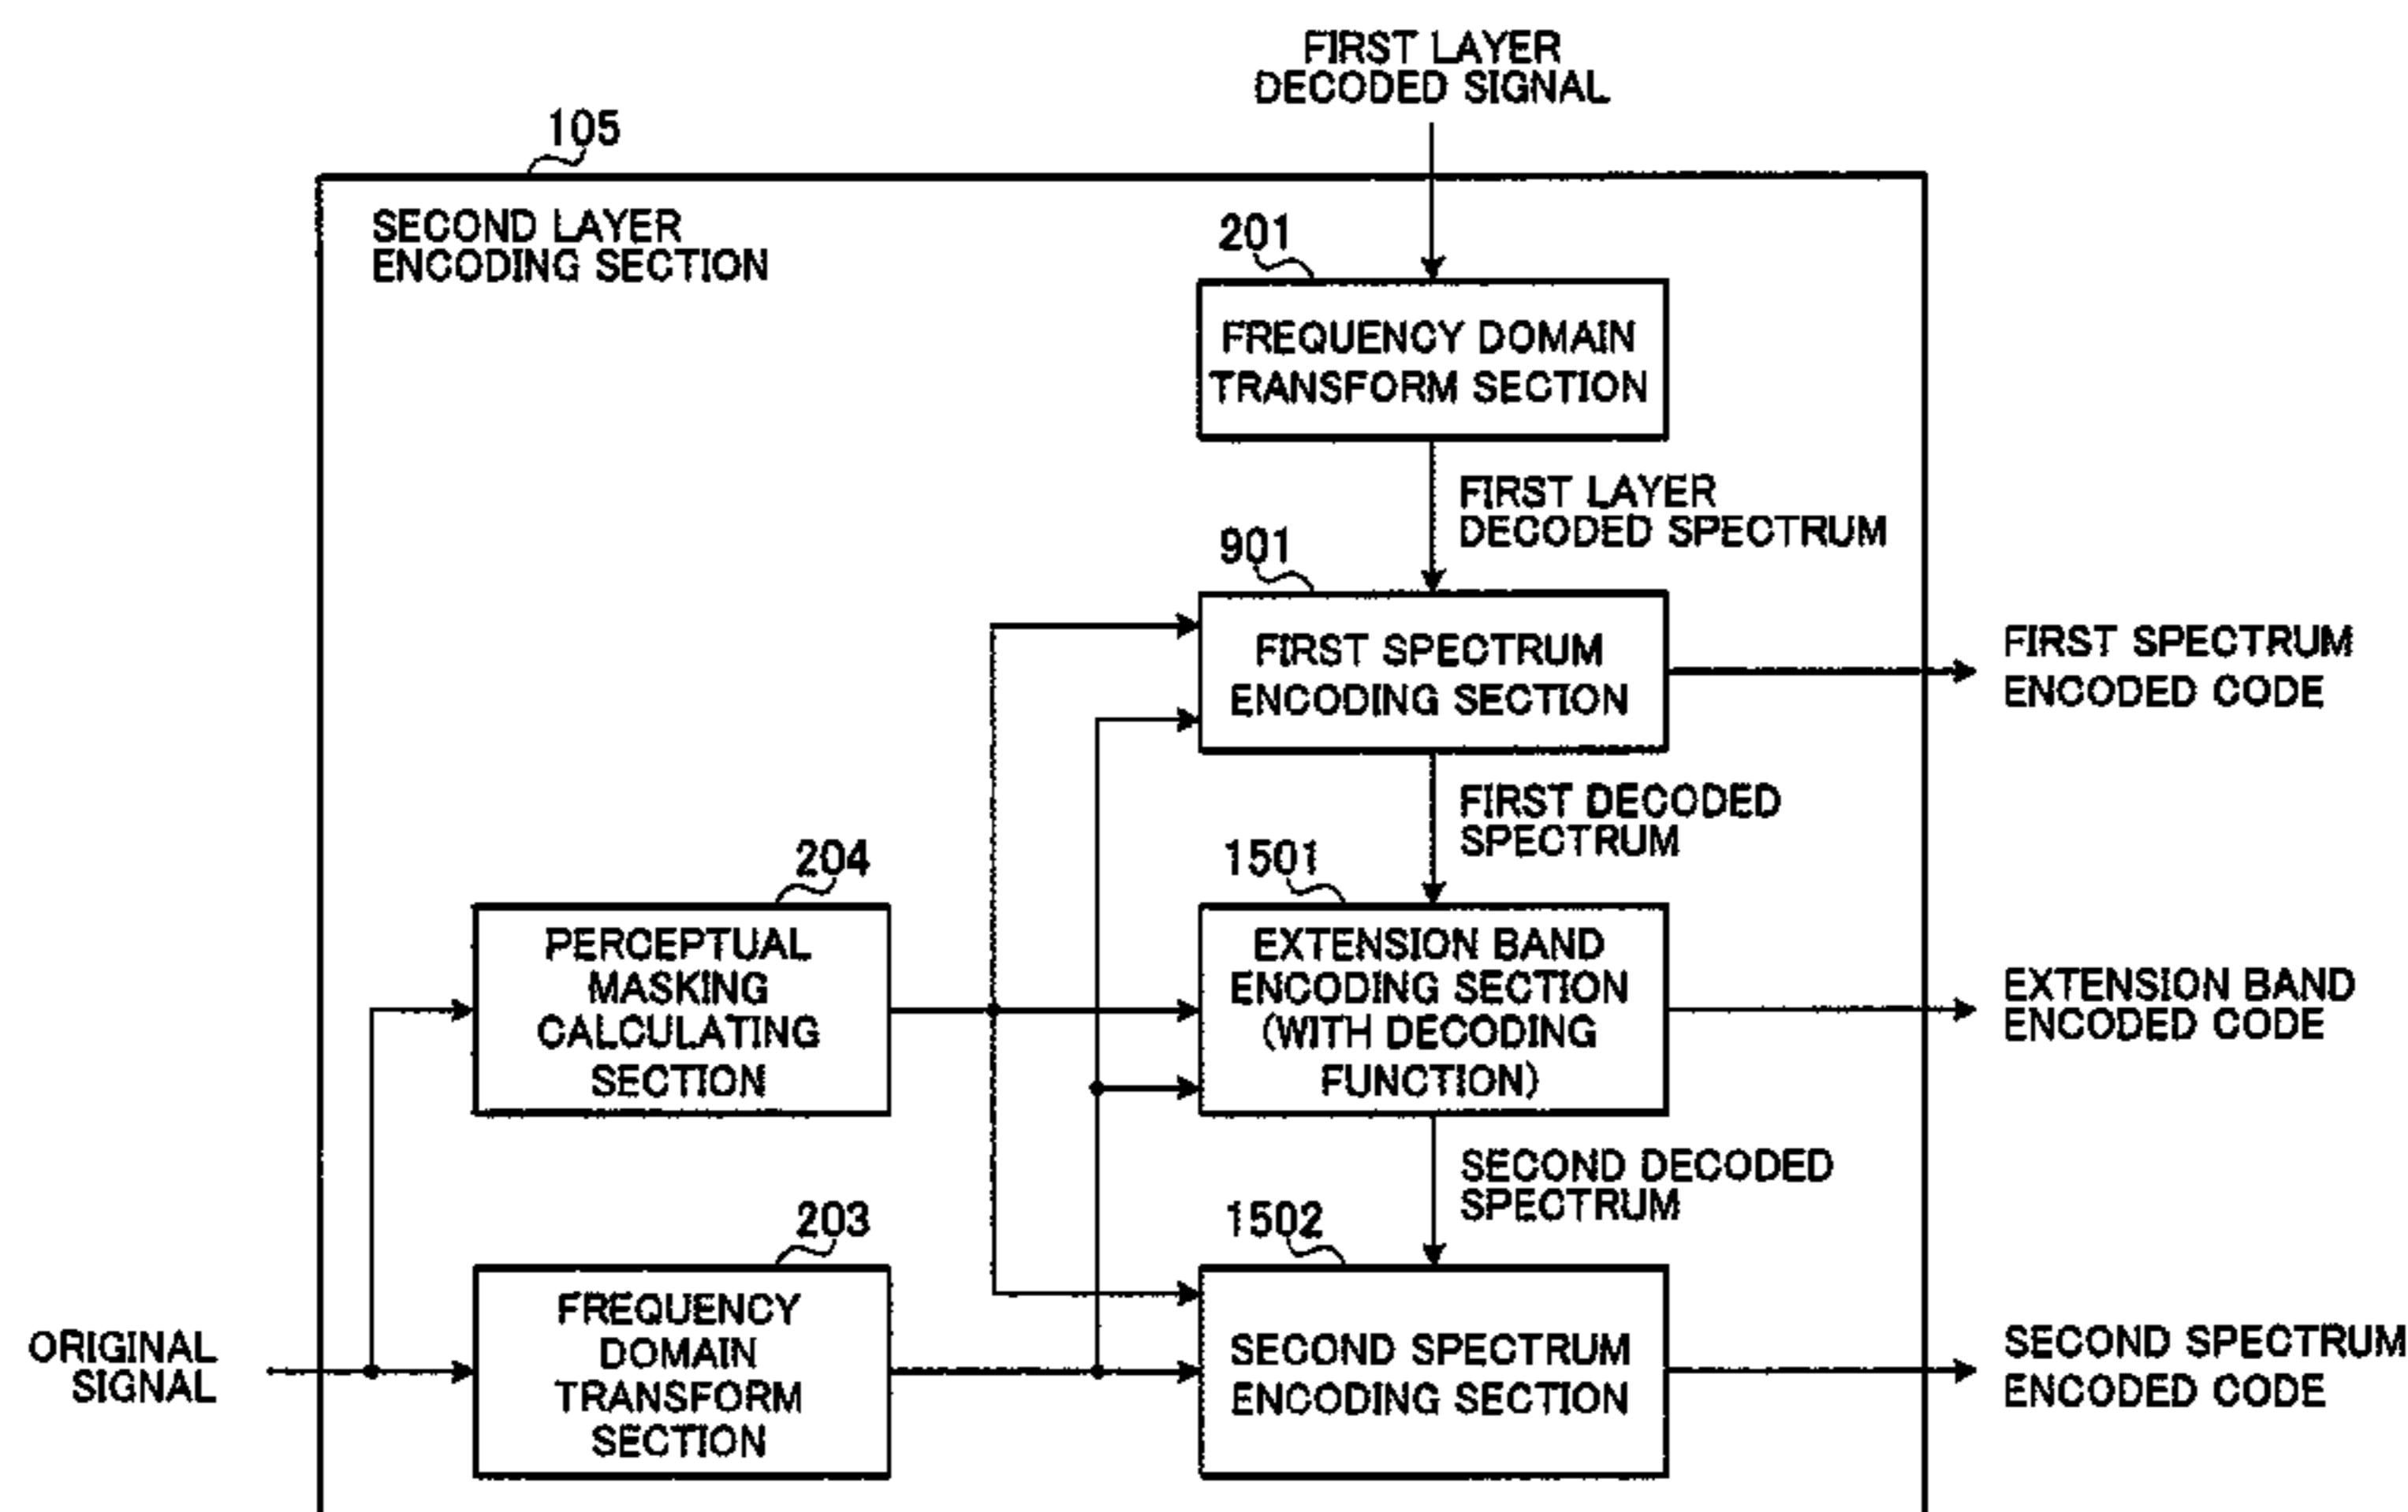 FIRST LAYER
DECODED SIGNAL
105
SECOND LAYER
ENCODING SECTION
201
FREQUENCY DOMAIN
TRANSFORM SECTION
FIRST LAYER
DECODED SPECTRUM
901
FIRST SPECTRUM
ENCODING SECTION
FIRST SPECTRUM
ENCODED CODE
FIRST DECODED
SPECTRUM
204
PERCEPTUAL
MASKING
CALCULATING
SECTION
1501
EXTENSION BAND
ENCODING SECTION
(WITH DECODING
FUNCTION)
EXTENSION BAND
ENCODED CODE
SECOND DECODED
SPECTRUM
203
FREQUENCY
DOMAIN
TRANSFORM
SECTION
1502
SECOND SPECTRUM
ENCODING SECTION
ORIGINAL
SIGNAL
SECOND SPECTRUM
ENCODED CODE